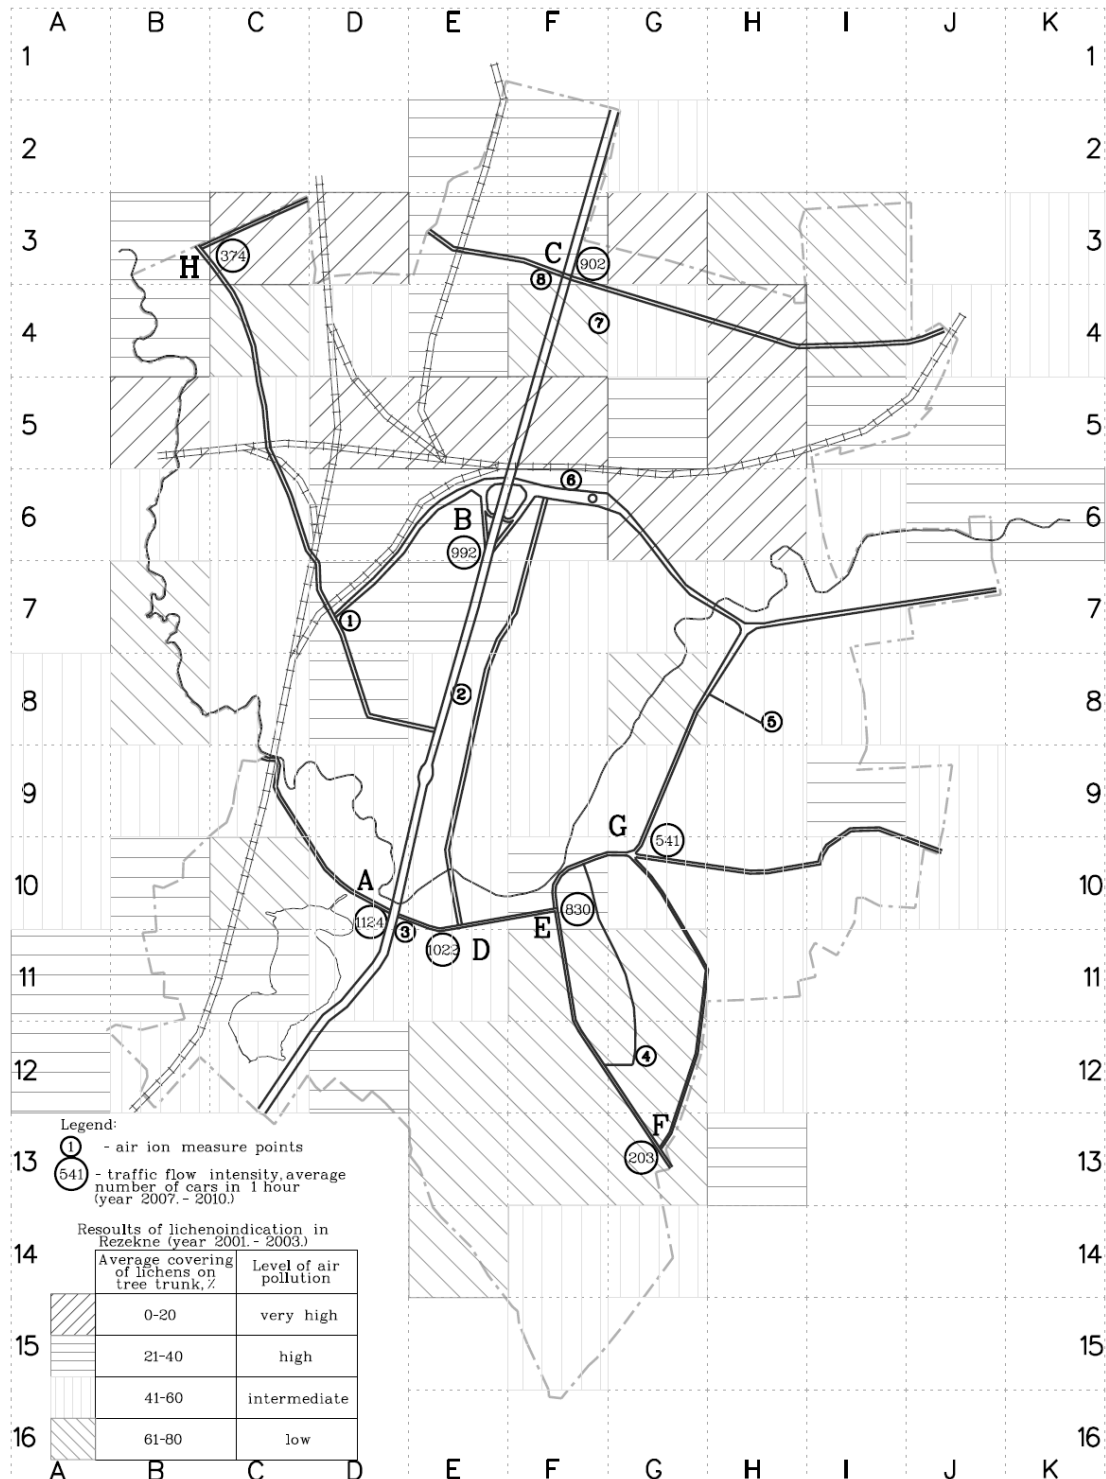 A B C D E F G H I J K
1 1
2 2
3 3
C
902
374
H
8
7
4 4
5 5
6
6 6
B
992
1
7 7
2
8 8
5
9 9
G
541
A
10 10
830
1124
3
E
1022
D
11 11
4
12 12
F
203
13 13
Legend:
1 - air ion measure points
541 - traffic flow intensity, average
number of cars in 1 hour
(year 2007. - 2010.)
Resoults of lichenoindication in
Rezekne (year 2001. - 2003.)
14 14
Average covering
of lichens on
tree trunk, %
Level of air
pollution
0-20 very high
15 15
21-40 high
41-60 intermediate
61-80 low
16 16
A B C D E F G H I J K